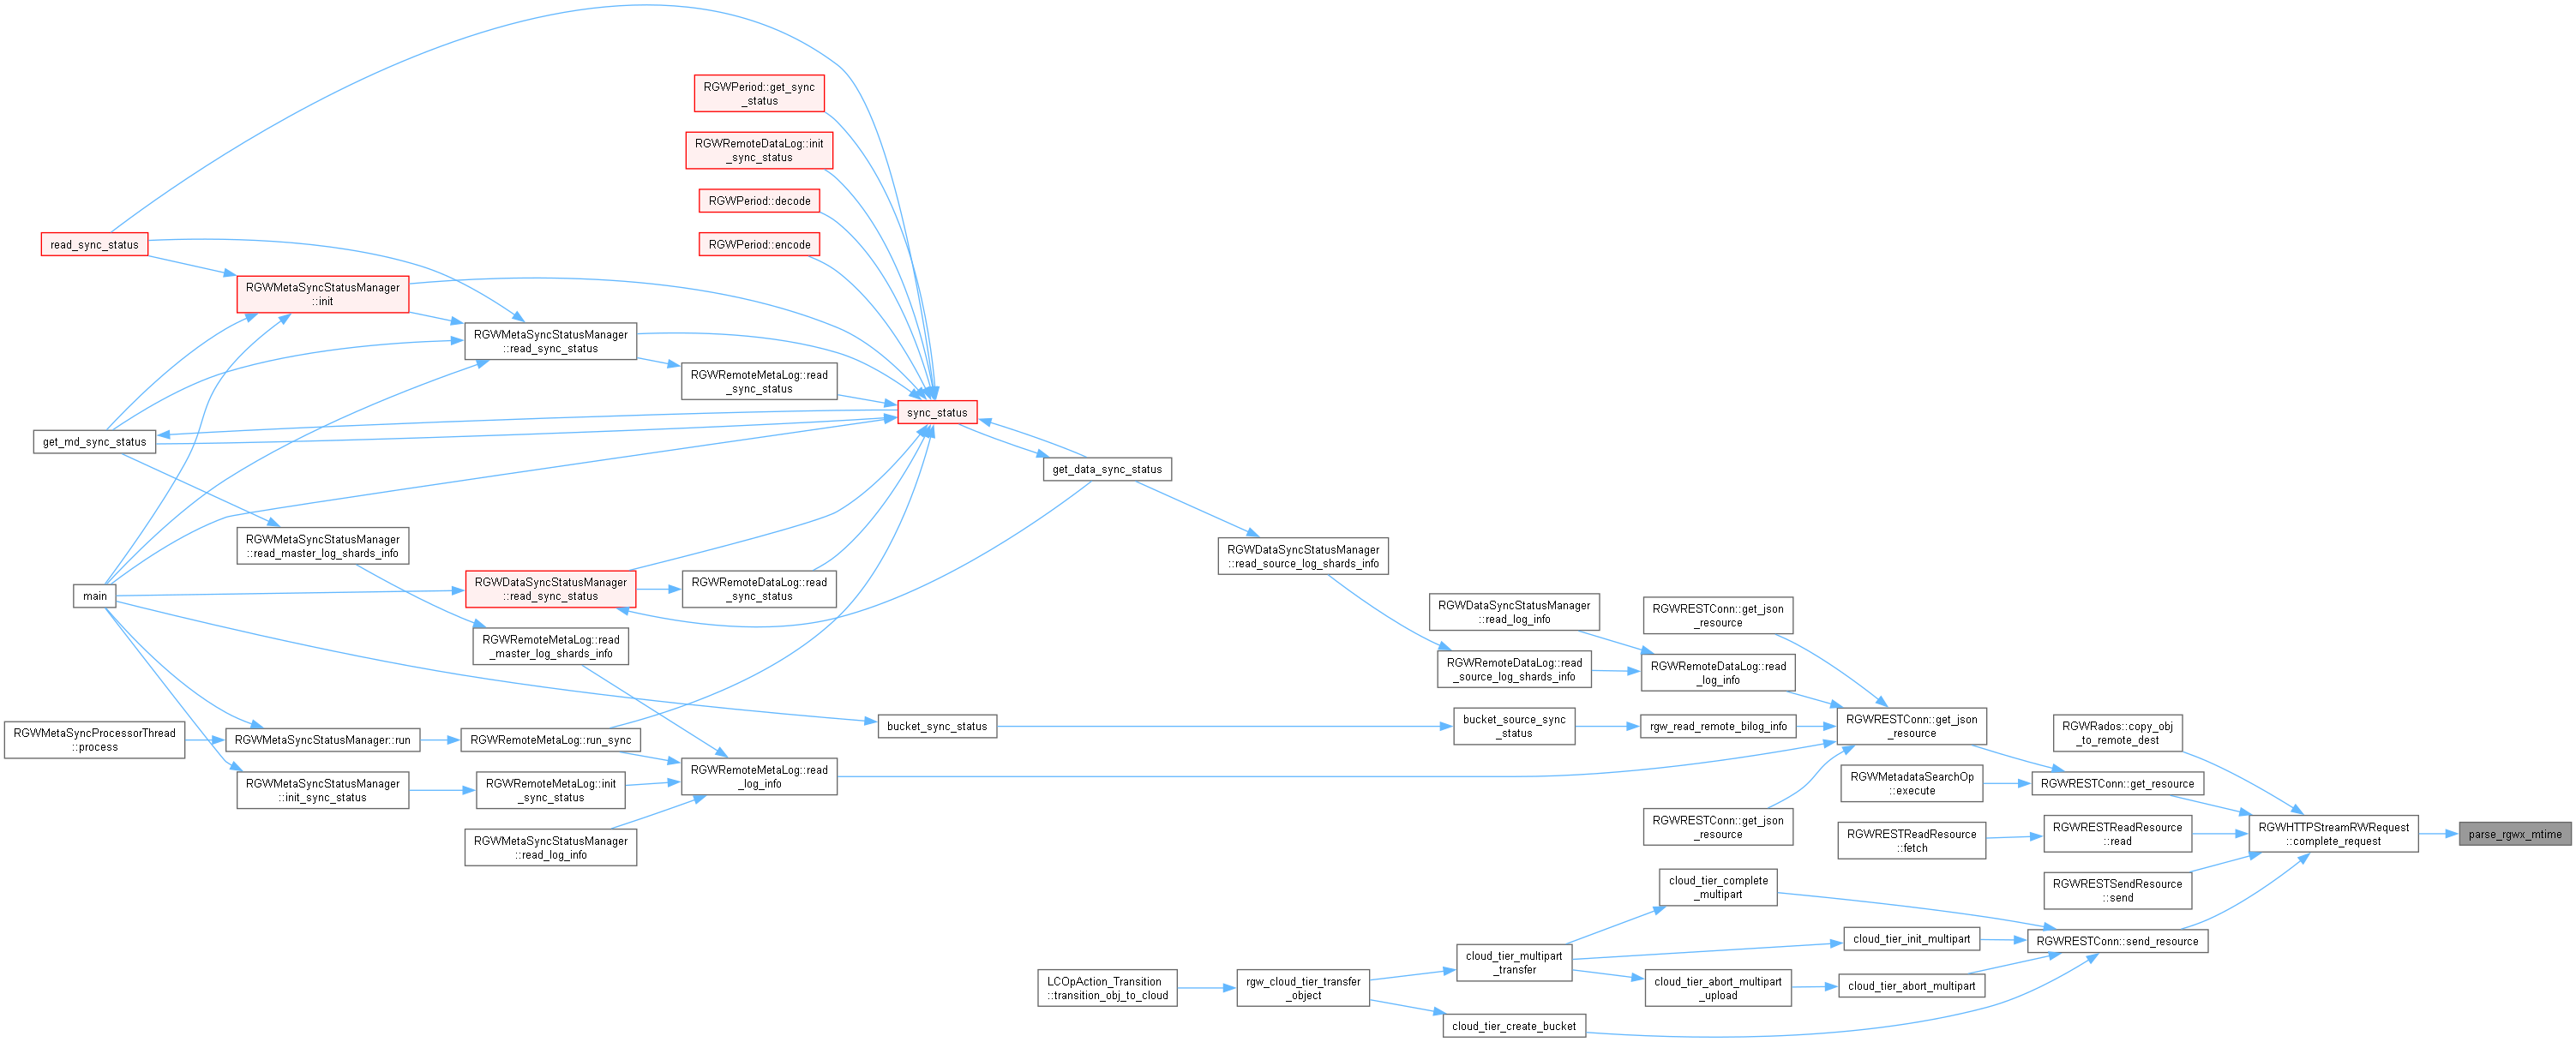 RGWPeriod::get_sync
_status
RGWRemoteDataLog::init
_sync_status
RGWPeriod::decode
RGWPeriod::encode
read_sync_status
RGWMetaSyncStatusManager
::init
RGWMetaSyncStatusManager
::read_sync_status
RGWRemoteMetaLog::read
_sync_status
sync_status
get_md_sync_status
get_data_sync_status
RGWMetaSyncStatusManager
::read_master_log_shards_info
RGWDataSyncStatusManager
::read_source_log_shards_info
main
RGWDataSyncStatusManager
::read_sync_status
RGWRemoteDataLog::read
_sync_status
RGWDataSyncStatusManager
::read_log_info
RGWRESTConn::get_json
_resource
RGWRemoteMetaLog::read
_master_log_shards_info
RGWRemoteDataLog::read
_source_log_shards_info
RGWRemoteDataLog::read
_log_info
RGWMetaSyncProcessorThread
::process
RGWMetaSyncStatusManager::run
RGWRemoteMetaLog::run_sync
bucket_sync_status
bucket_source_sync
_status
rgw_read_remote_bilog_info
RGWRESTConn::get_json
_resource
RGWRados::copy_obj
_to_remote_dest
RGWMetaSyncStatusManager
::init_sync_status
RGWRemoteMetaLog::init
_sync_status
RGWRemoteMetaLog::read
_log_info
RGWMetadataSearchOp
::execute
RGWRESTConn::get_resource
RGWMetaSyncStatusManager
::read_log_info
RGWRESTConn::get_json
_resource
RGWRESTReadResource
::fetch
RGWRESTReadResource
::read
RGWHTTPStreamRWRequest
::complete_request
parse_rgwx_mtime
RGWRESTSendResource
::send
cloud_tier_complete
_multipart
cloud_tier_init_multipart
RGWRESTConn::send_resource
LCOpAction_Transition
::transition_obj_to_cloud
rgw_cloud_tier_transfer
_object
cloud_tier_multipart
_transfer
cloud_tier_abort_multipart
_upload
cloud_tier_abort_multipart
cloud_tier_create_bucket